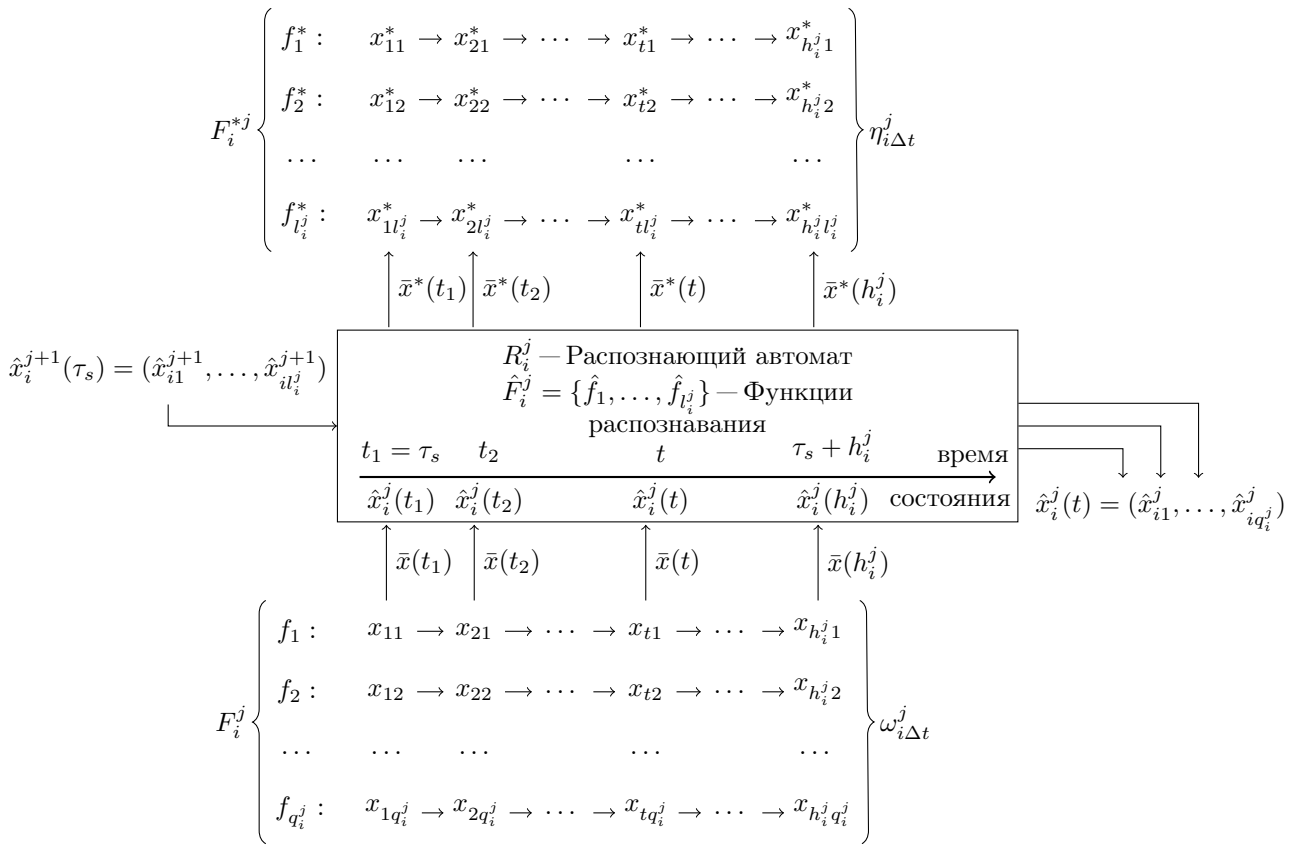 f_1^* : x_{11}^* → x_{21}^* → ⋯ → x_{t1}^* → ⋯ → x_{h_i^j 1}^*
f_2^* : x_{12}^* → x_{22}^* → ⋯ → x_{t2}^* → ⋯ → x_{h_i^j 2}^*
F_i^{*j} η_{iΔt}^j
⋯ ⋯ ⋯ ⋯ ⋯
f_{l_i^j}^* : x_{1l_i^j}^* → x_{2l_i^j}^* → ⋯ → x_{tl_i^j}^* → ⋯ → x_{h_i^j l_i^j}^*
x̄^*(t_1) x̄^*(t_2) x̄^*(t) x̄^*(h_i^j)
R_i^j — Распознающий автомат
x̂_i^{j+1}(τ_s) = (x̂_{i1}^{j+1}, …, x̂_{il_i^j}^{j+1})
F̂_i^j = {f̂_1, …, f̂_{l_i^j}} — Функции
распознавания
t_1 = τ_s t_2 t τ_s + h_i^j время
x̂_i^j(t_1) x̂_i^j(t_2) x̂_i^j(t) x̂_i^j(h_i^j) состояния
x̂_i^j(t) = (x̂_{i1}^j, …, x̂_{iq_i^j}^j)
x̄(t_1) x̄(t_2) x̄(t) x̄(h_i^j)
f_1 : x_{11} → x_{21} → ⋯ → x_{t1} → ⋯ → x_{h_i^j 1}
f_2 : x_{12} → x_{22} → ⋯ → x_{t2} → ⋯ → x_{h_i^j 2}
F_i^j ω_{iΔt}^j
⋯ ⋯ ⋯ ⋯ ⋯
f_{q_i^j} : x_{1q_i^j} → x_{2q_i^j} → ⋯ → x_{tq_i^j} → ⋯ → x_{h_i^j q_i^j}